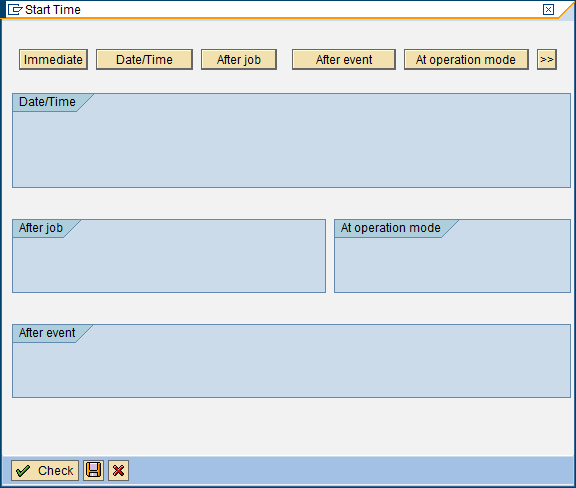 Start Time
Immediate Date/Time After job After event At operation mode >>
Date/Time
After job At operation mode
After event
Check